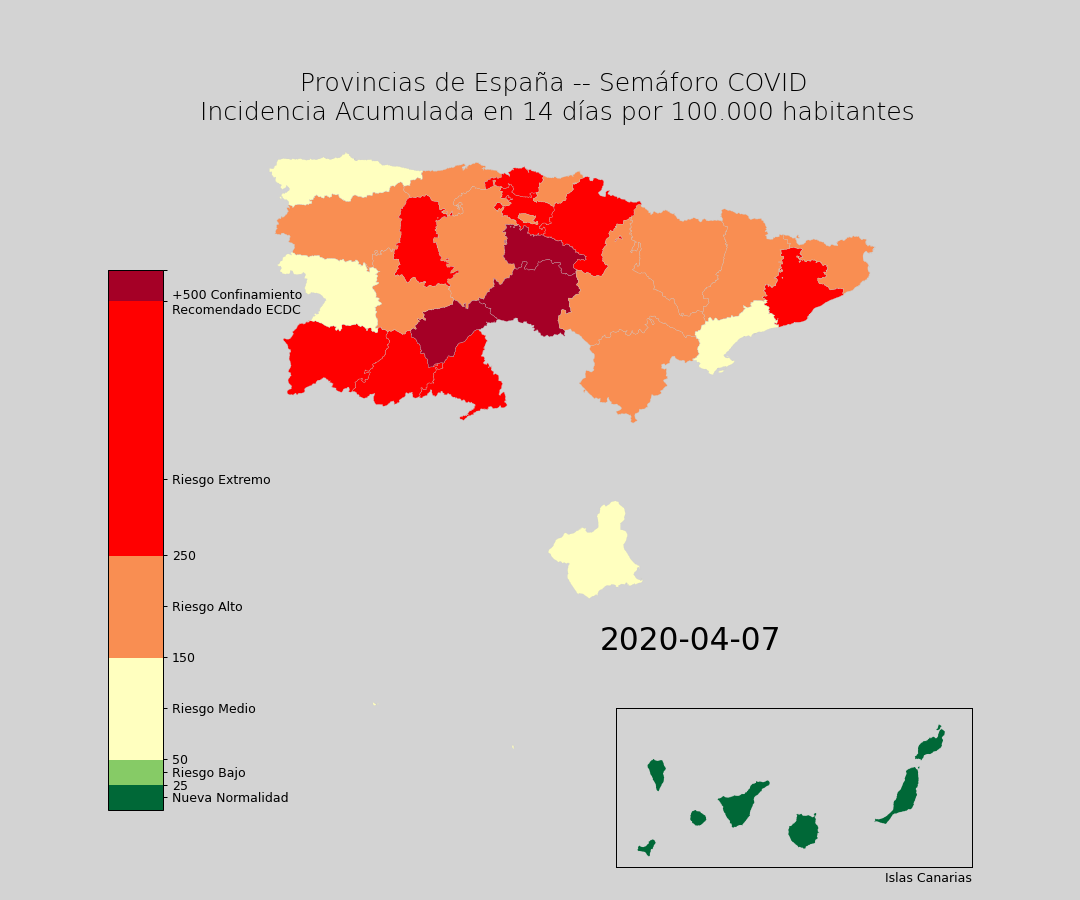 Provincias de España -- Semáforo COVID
Incidencia Acumulada en 14 días por 100.000 habitantes
+500 Confinamiento
Recomendado ECDC
Riesgo Extremo
250
Riesgo Alto
150
Riesgo Medio
50
Riesgo Bajo
25
Nueva Normalidad
2020-04-07
Islas Canarias